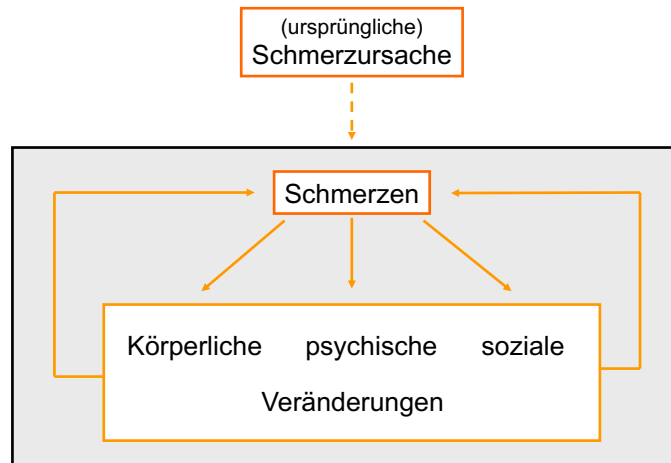 (ursprüngliche)
Schmerzursache
Schmerzen
Körperliche psychische soziale
Veränderungen